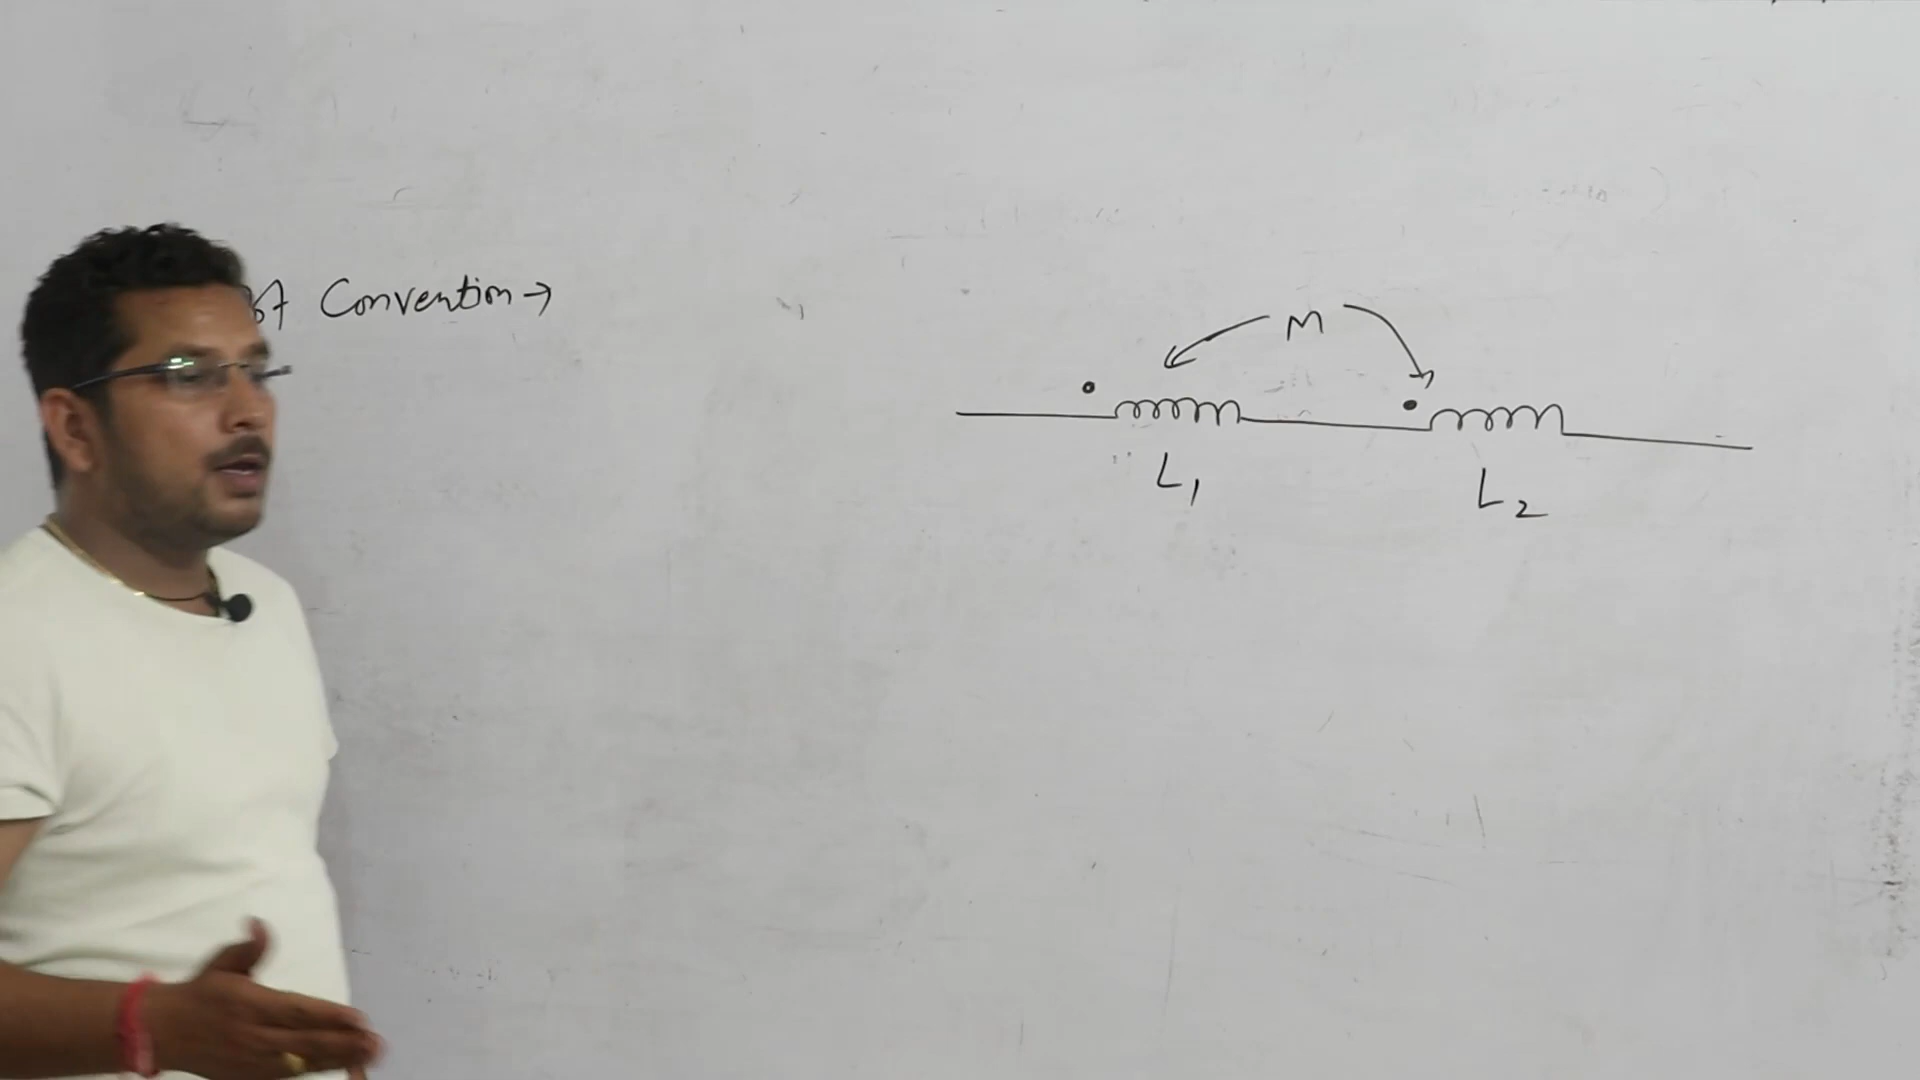 Convention →
M
L1
L2